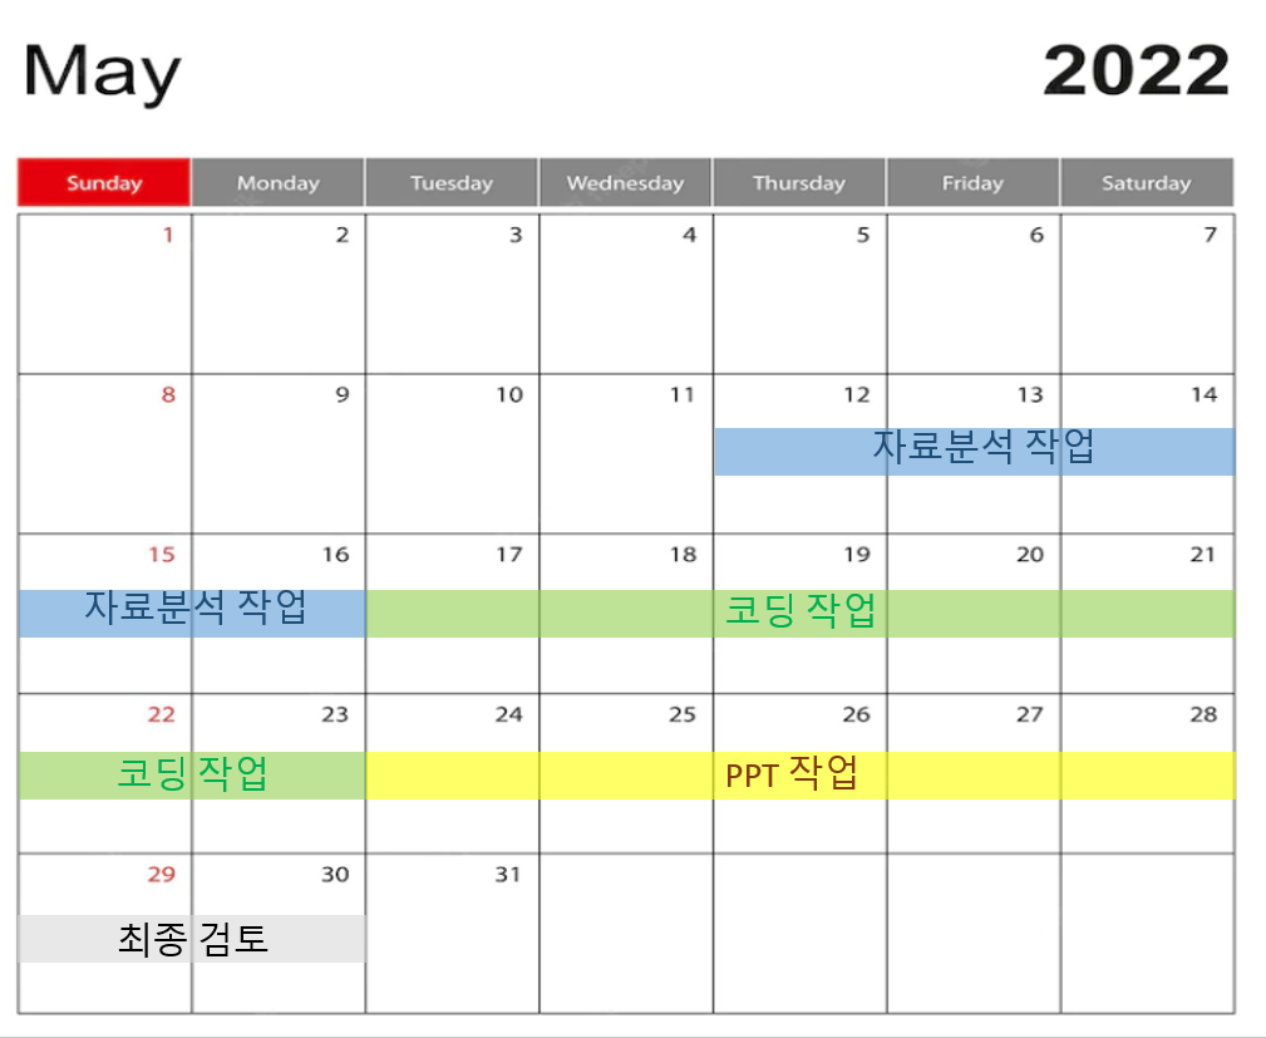 May 2022
Sunday Monday Tuesday Wednesday Thursday Friday Saturday
1 2 3 4 5 6 7
8 9 10 11 12 13 14
자료분석 작업
15 16 17 18 19 20 21
자료분석 작업 코딩 작업
22 23 24 25 26 27 28
코딩 작업 PPT 작업
29 30 31
최종 검토